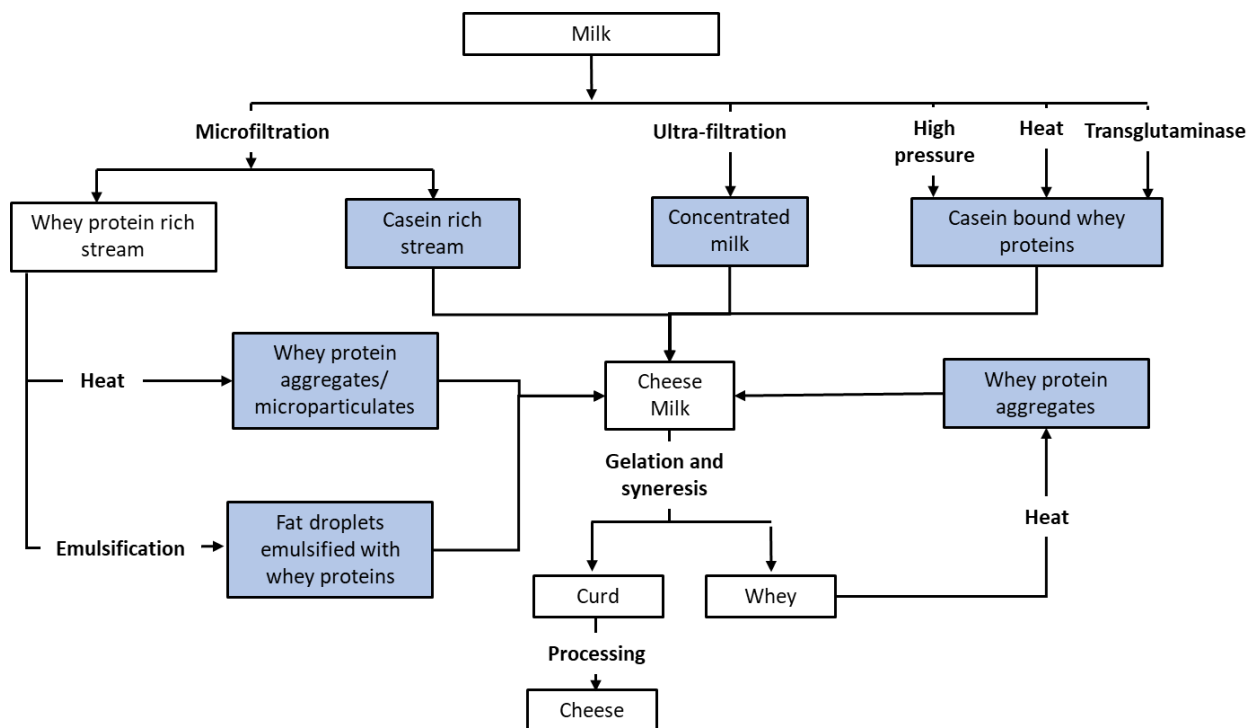 Milk
Microfiltration
Ultra-filtration
High
pressure
Heat
Transglutaminase
Whey protein rich
stream
Casein rich
stream
Concentrated
milk
Casein bound whey
proteins
Heat
Whey protein
aggregates/
microparticulates
Cheese
Milk
Whey protein
aggregates
Gelation and
syneresis
Emulsification
Fat droplets
emulsified with
whey proteins
Heat
Curd
Whey
Processing
Cheese